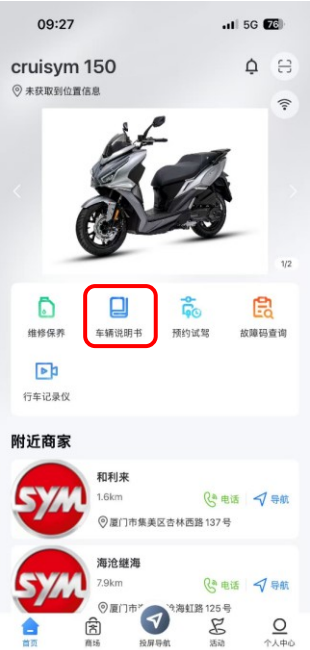 09:27
5G 76
cruisym 150
未获取到位置信息
1/2
维修保养
车辆说明书
预约试驾
故障码查询
行车记录仪
附近商家
SYM
和利来
1.6km
电话
导航
厦门市集美区杏林西路137号
SYM
海沧继海
7.9km
电话
导航
厦门市
沧海虹路125号
首页
商场
投屏导航
活动
个人中心